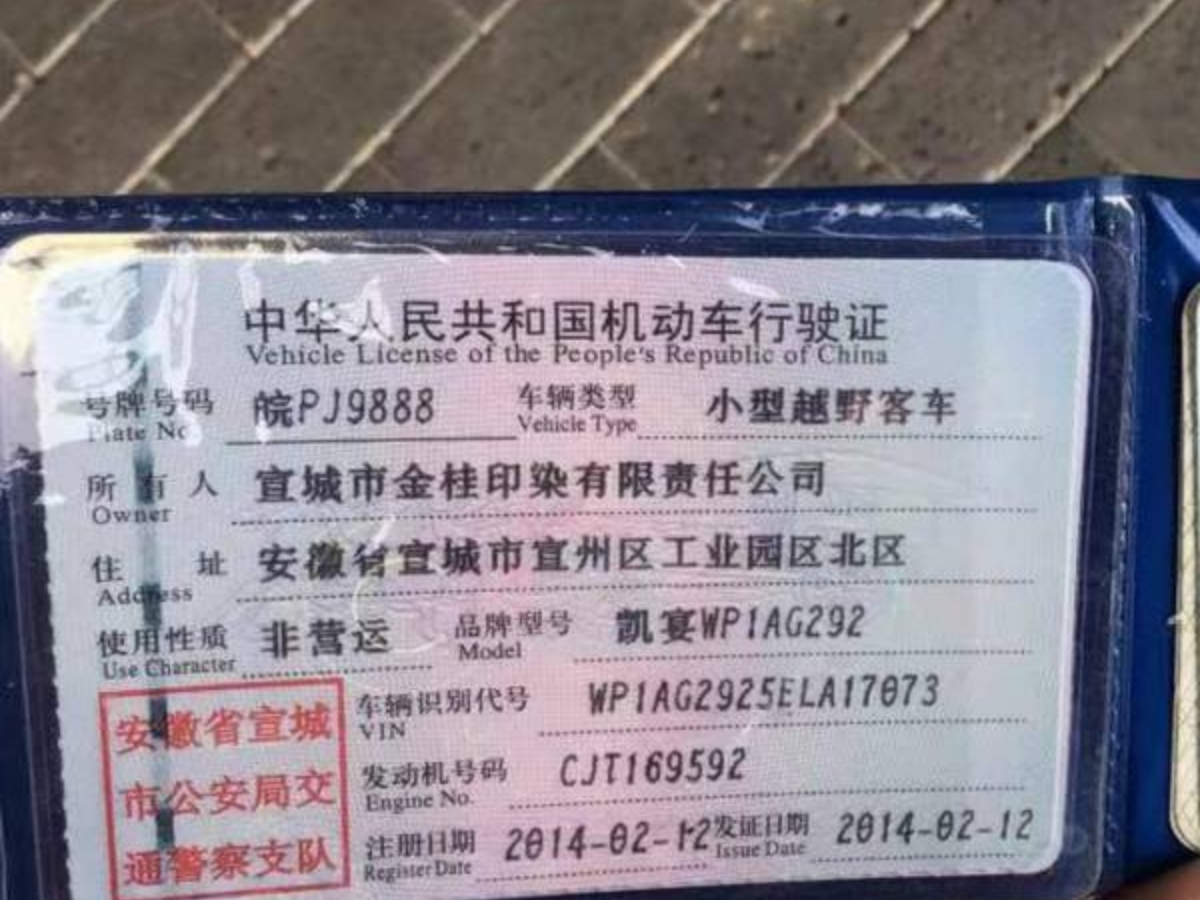 中华人民共和国机动车行驶证
Vehicle License of the People's Republic of China
号牌号码 皖PJ9888 车辆类型 小型越野客车
Plate No. Vehicle Type
所有人 宣城市金桂印染有限责任公司
Owner
住址 安徽省宣城市宣州区工业园区北区
Address
使用性质 非营运 品牌型号 凯宴WP1AG292
Use Character Model
安徽省宣城 车辆识别代号 WP1AG2925ELA17073
VIN
市公安局交 发动机号码 CJT169592
Engine No.
通警察支队 注册日期 2014-02-12 发证日期 2014-02-12
Register Date Issue Date